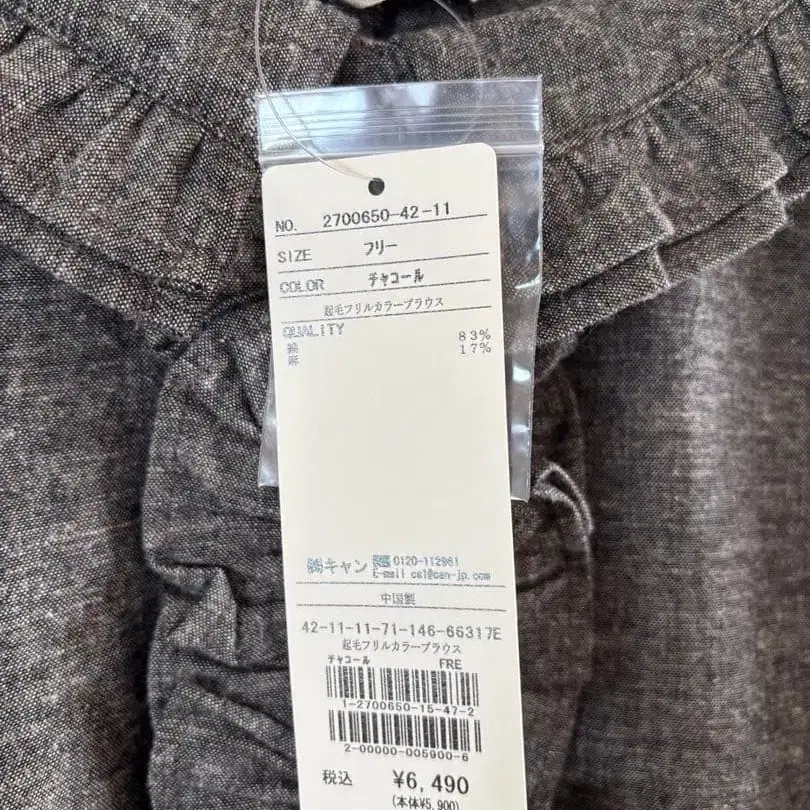 NO. 2700650-42-11
SIZE フリー
COLOR チャコール
起毛フリルカラーブラウス
QUALITY
綿 83%
麻 17%
㈱キャン 0120-112961
E-mail cs1@can-jp.com
中国製
42-11-11-71-146-66317E
起毛フリルカラーブラウス
チャコール FRE
1-2700650-15-47-2
2-00000-005900-6
税込 ¥6,490
(本体¥5,900)